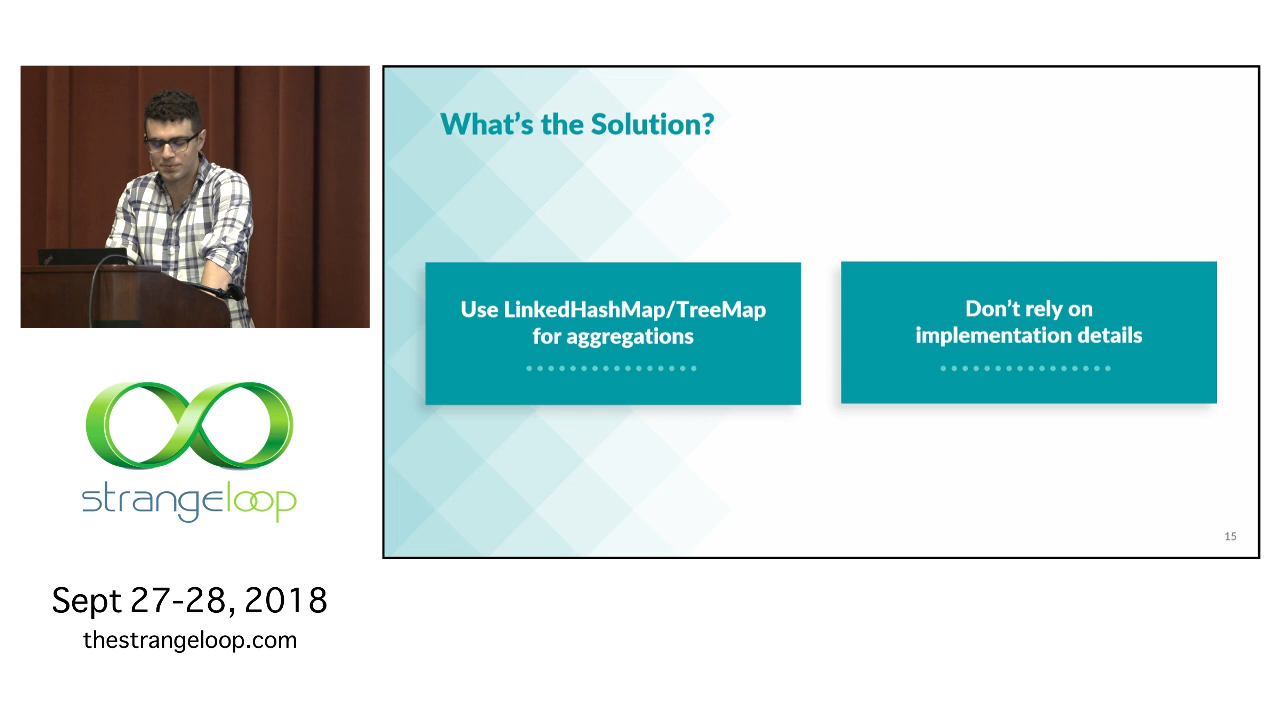 What's the Solution?
Use LinkedHashMap/TreeMap
for aggregations
Don't rely on
implementation details
15
strangeloop
Sept 27-28, 2018
thestrangeloop.com